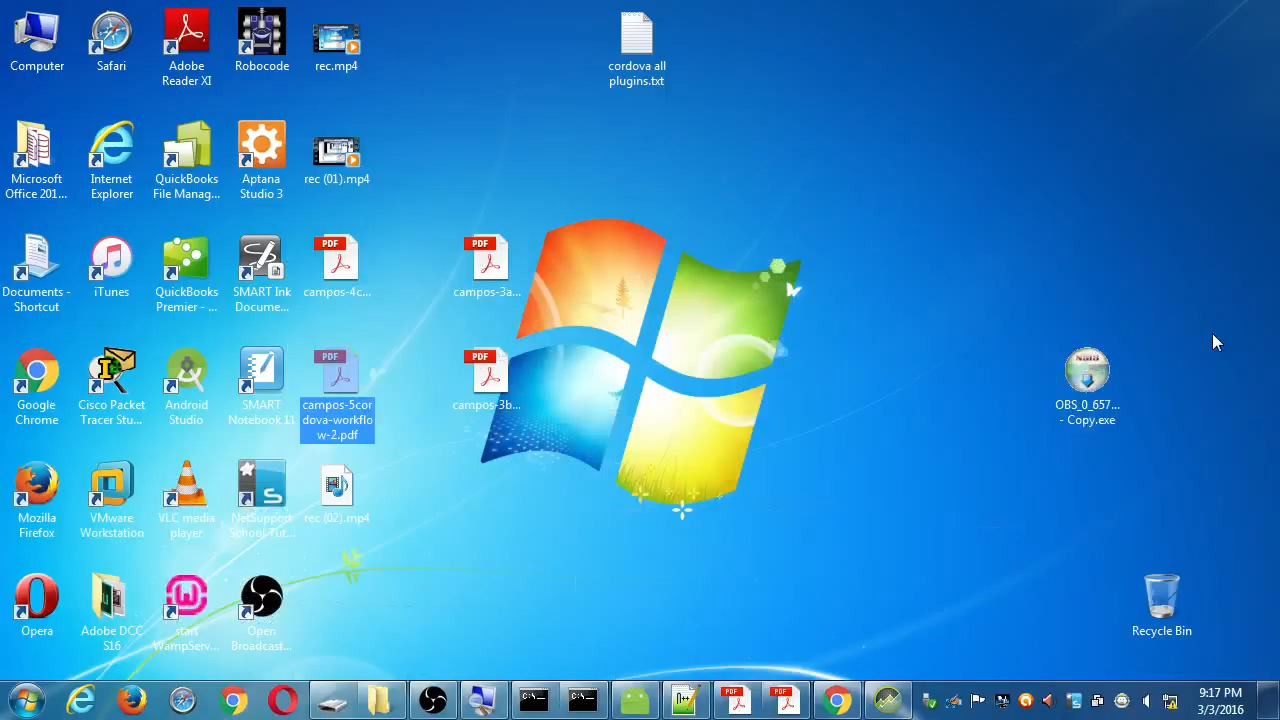 Computer
Safari
Adobe
Reader XI
Robocode
rec.mp4
cordova all
plugins.txt
Microsoft
Office 201...
Internet
Explorer
QuickBooks
File Manag...
Aptana
Studio 3
rec (01).mp4
Documents -
Shortcut
iTunes
QuickBooks
Premier - ...
SMART Ink
Docume...
PDF
campos-4c...
PDF
campos-3a...
Google
Chrome
Cisco Packet
Tracer Stu...
Android
Studio
SMART
Notebook 11
PDF
campos-5cor
dova-workflo
w-2.pdf
PDF
campos-3b...
OBS_0_657...
- Copy.exe
Mozilla
Firefox
VMware
Workstation
VLC media
player
NetSupport
School Tut...
rec (02).mp4
Opera
Adobe DCC
S16
start
WampServ...
Open
Broadcast...
Recycle Bin
C:\_
C:\_
PDF
PDF
9:17 PM
3/3/2016